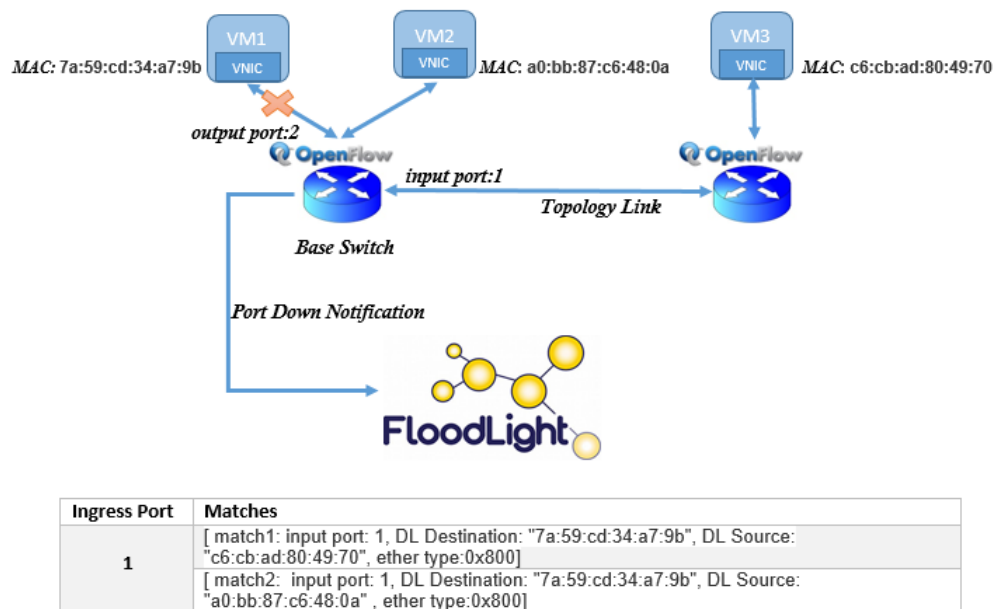 VM1
VNIC
MAC: 7a:59:cd:34:a7:9b
VM2
VNIC
MAC: a0:bb:87:c6:48:0a
VM3
VNIC
MAC: c6:cb:ad:80:49:70
output port:2
OpenFlow
OpenFlow
input port:1
Topology Link
Base Switch
Port Down Notification
FloodLight
Ingress Port Matches
1
[ match1: input port: 1, DL Destination: "7a:59:cd:34:a7:9b", DL Source:
"c6:cb:ad:80:49:70", ether type:0x800]
[ match2: input port: 1, DL Destination: "7a:59:cd:34:a7:9b", DL Source:
"a0:bb:87:c6:48:0a" , ether type:0x800]